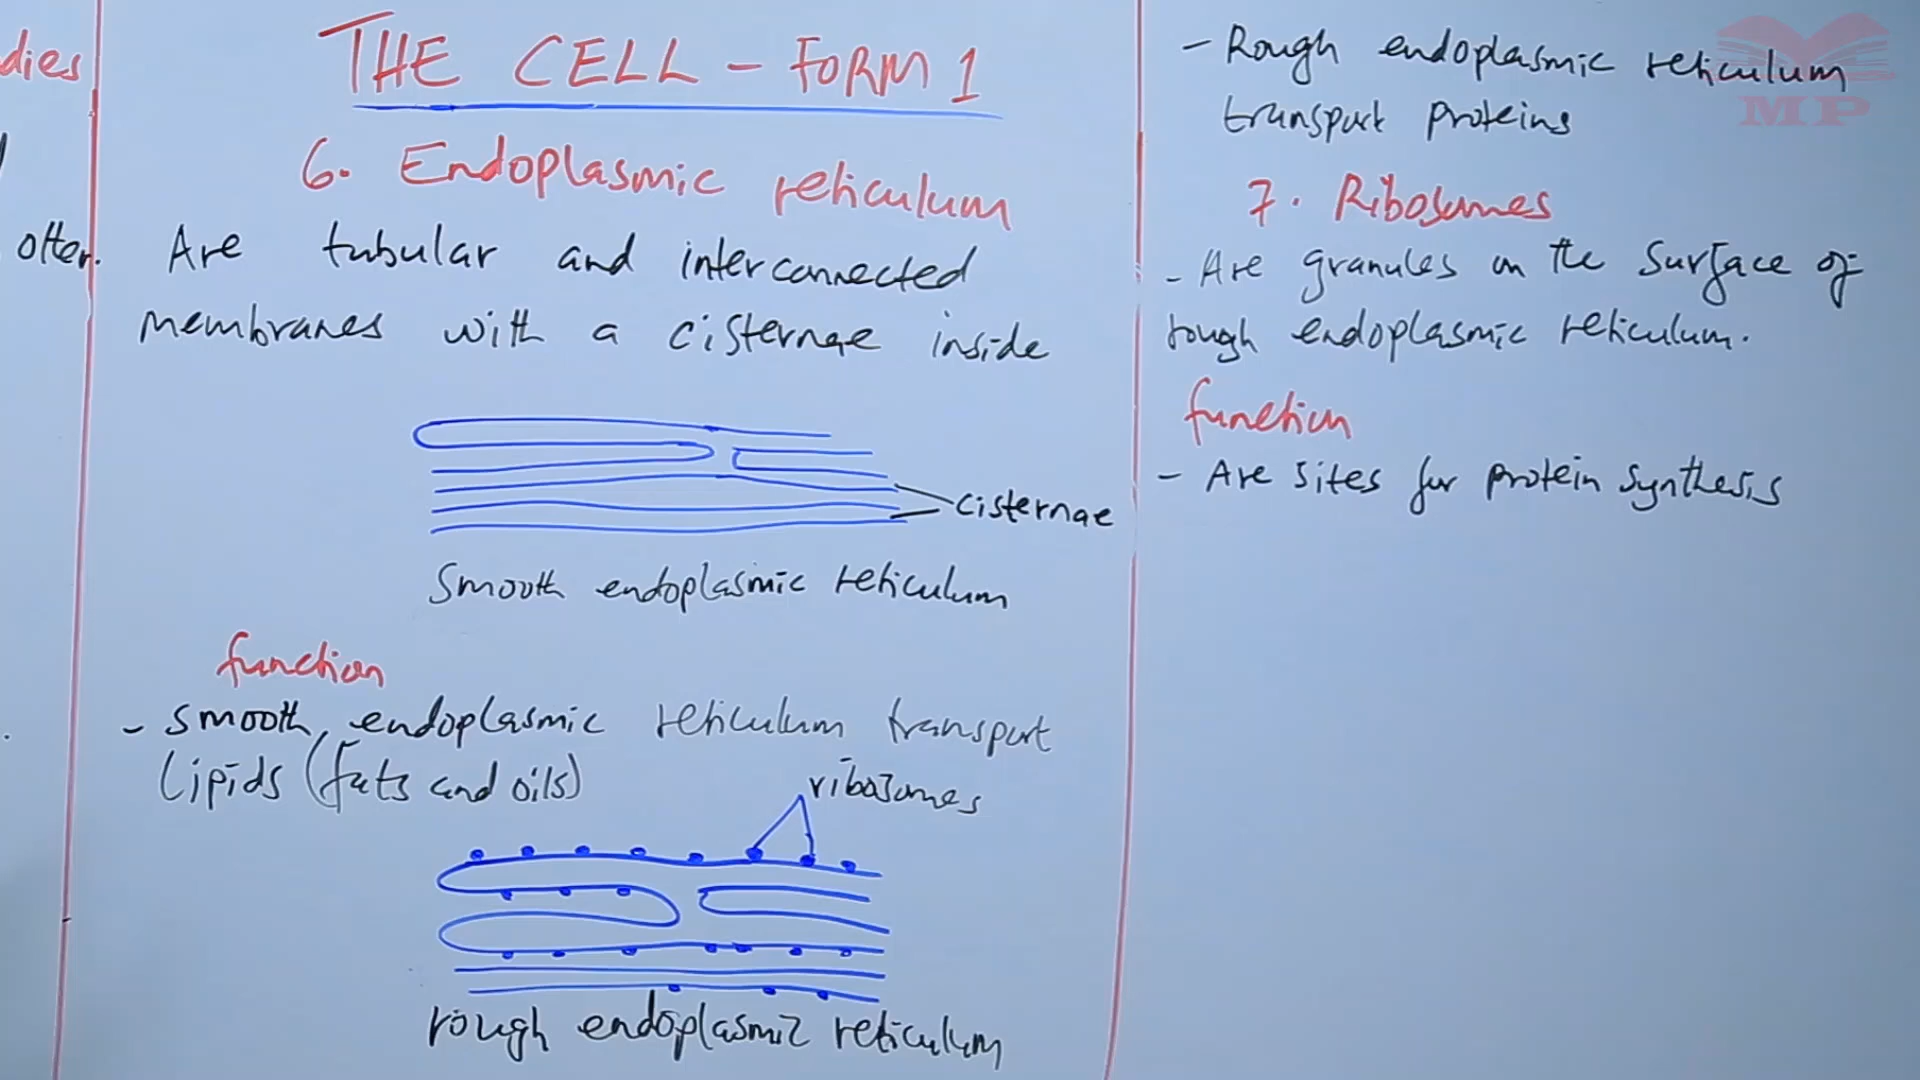 dies
otter.
THE CELL - FORM 1
6. Endoplasmic reticulum
Are tubular and interconnected
membranes with a cisternae inside
cisternae
Smooth endoplasmic reticulum
function
- smooth endoplasmic reticulum transport
lipids (fats and oils)
ribosomes
rough endoplasmic reticulum
- Rough endoplasmic reticulum
transport proteins
7. Ribosomes
- Are granules on the surface of
rough endoplasmic reticulum.
function
- Are sites for protein synthesis
MP